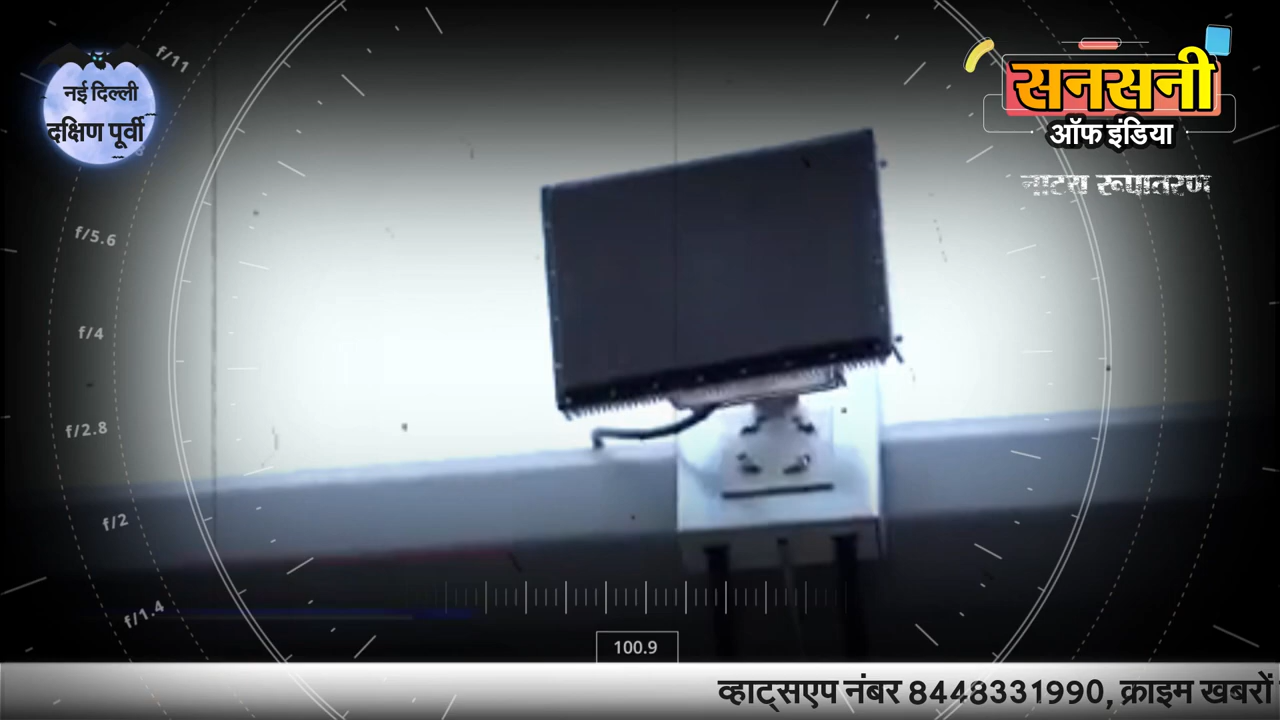 नई दिल्ली
दक्षिण पूर्वी
सनसनी
ऑफ इंडिया
नाट्य रूपांतरण
f/11
f/5.6
f/4
f/2.8
f/2
f/1.4
100.9
व्हाट्सएप नंबर 8448331990, क्राइम खबरों